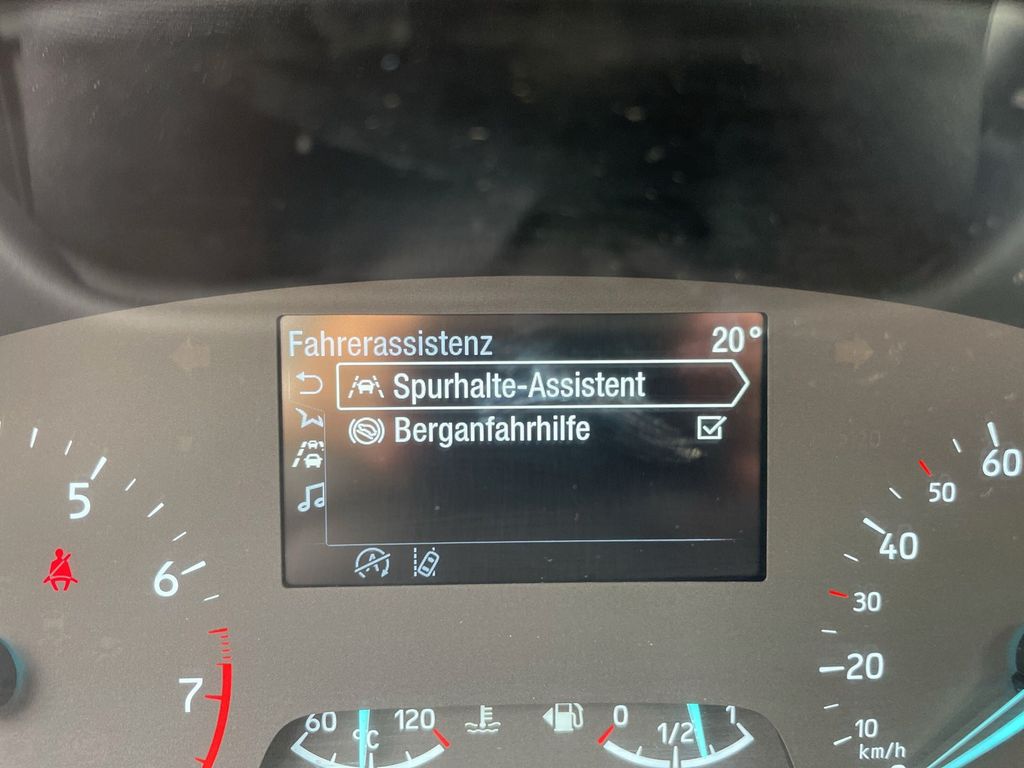 Fahrerassistenz 20°
Spurhalte-Assistent
Berganfahrhilfe
5
6
7
60
50
40
30
20
10
km/h
60 120
°C
0 1/2 1